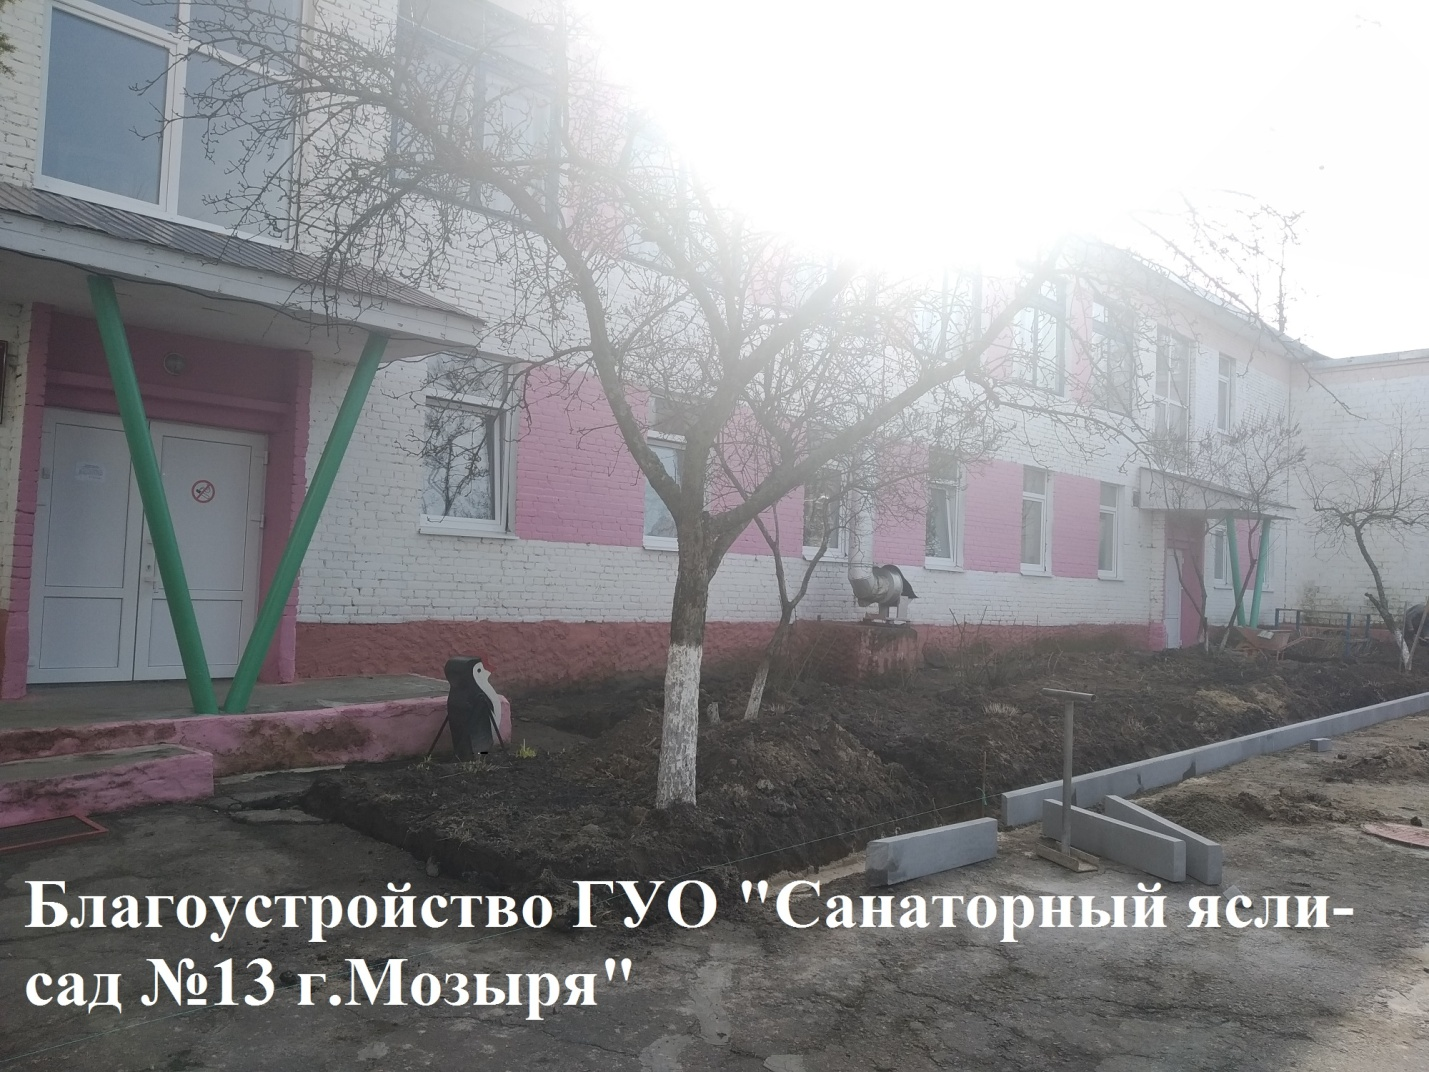 Благоустройство ГУО "Санаторный ясли-
сад №13 г.Мозыря"